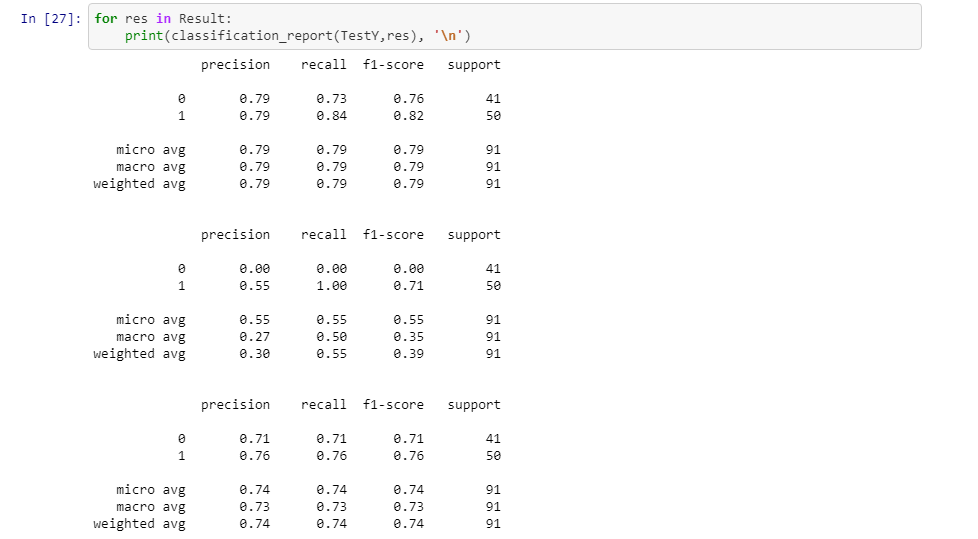 In [27]: for res in Result:
print(classification_report(TestY,res), '\n')
precision recall f1-score support
0 0.79 0.73 0.76 41
1 0.79 0.84 0.82 50
micro avg 0.79 0.79 0.79 91
macro avg 0.79 0.79 0.79 91
weighted avg 0.79 0.79 0.79 91
precision recall f1-score support
0 0.00 0.00 0.00 41
1 0.55 1.00 0.71 50
micro avg 0.55 0.55 0.55 91
macro avg 0.27 0.50 0.35 91
weighted avg 0.30 0.55 0.39 91
precision recall f1-score support
0 0.71 0.71 0.71 41
1 0.76 0.76 0.76 50
micro avg 0.74 0.74 0.74 91
macro avg 0.73 0.73 0.73 91
weighted avg 0.74 0.74 0.74 91